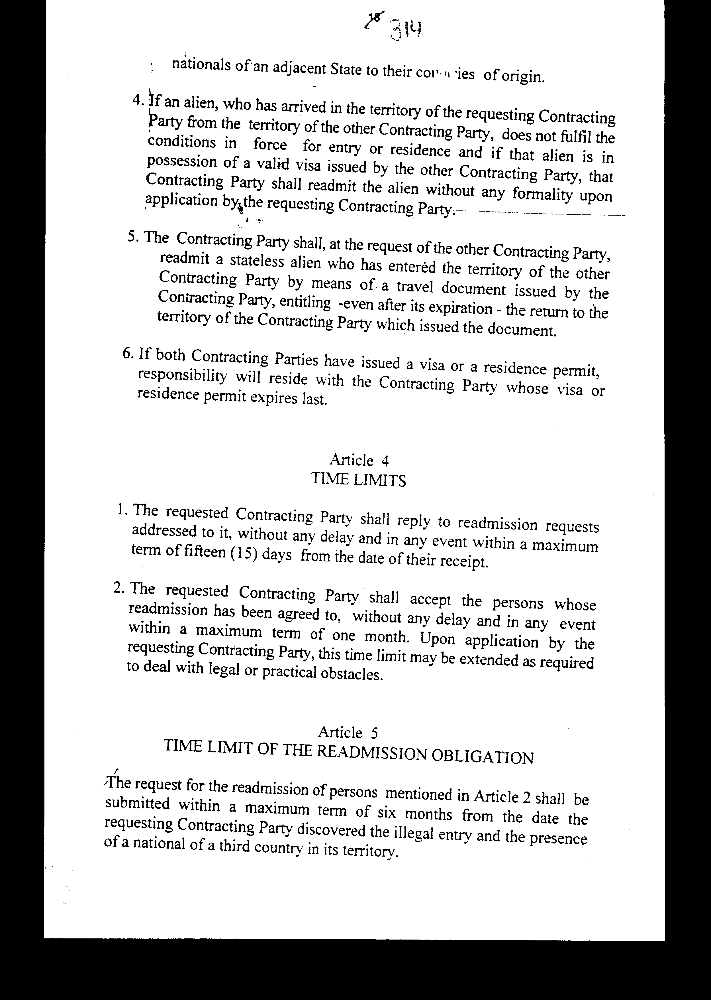 18 314
nationals of an adjacent State to their of origin.
4. If an alien, who has arrived in the territory of the requesting Contracting
Party from the territory of the other Contracting Party, does not fulfil the
conditions in force for entry or residence and if that alien is in
possession of a valid visa issued by the other Contracting Party, that
Contracting Party shall readmit the alien without any formality upon
application by the requesting Contracting Party.
5. The Contracting Party shall, at the request of the other Contracting Party,
readmit a stateless alien who has entered the territory of the other
Contracting Party by means of a travel document issued by the
Contracting Party, entitling -even after its expiration - the return to the
territory of the Contracting Party which issued the document.
6. If both Contracting Parties have issued a visa or a residence permit,
responsibility will reside with the Contracting Party whose visa or
residence permit expires last.
Article 4
TIME LIMITS
1. The requested Contracting Party shall reply to readmission requests
addressed to it, without any delay and in any event within a maximum
term of fifteen (15) days from the date of their receipt.
2. The requested Contracting Party shall accept the persons whose
readmission has been agreed to, without any delay and in any event
within a maximum term of one month. Upon application by the
requesting Contracting Party, this time limit may be extended as required
to deal with legal or practical obstacles.
Article 5
TIME LIMIT OF THE READMISSION OBLIGATION
The request for the readmission of persons mentioned in Article 2 shall be
submitted within a maximum term of six months from the date the
requesting Contracting Party discovered the illegal entry and the presence
of a national of a third country in its territory.